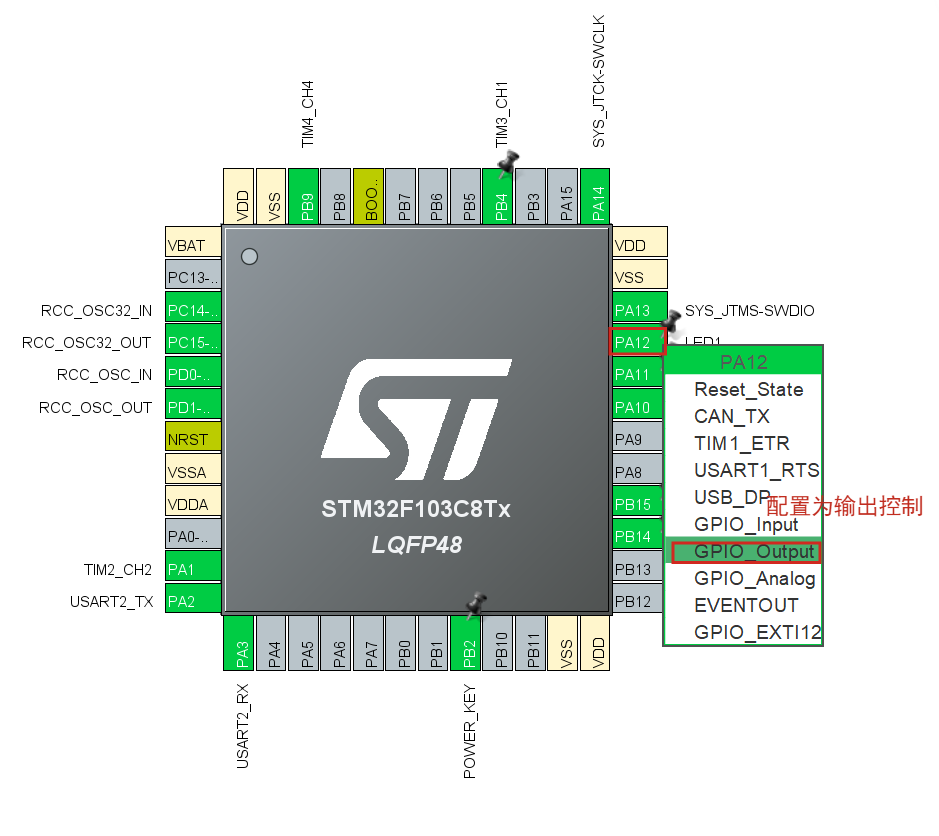 TIM4_CH4
TIM3_CH1
SYS_JTCK-SWCLK
VDD
VSS
PB9
PB8
BOO..
PB7
PB6
PB5
PB4
PB3
PA15
PA14
VBAT
PC13-..
RCC_OSC32_IN
PC14-..
RCC_OSC32_OUT
PC15-..
RCC_OSC_IN
PD0-..
RCC_OSC_OUT
PD1-..
NRST
VSSA
VDDA
PA0-..
TIM2_CH2
PA1
USART2_TX
PA2
STM32F103C8Tx
LQFP48
VDD
VSS
PA13
SYS_JTMS-SWDIO
PA12
LED1
PA11
PA10
PA9
PA8
PB15
PB14
PB13
PB12
PA12
Reset_State
CAN_TX
TIM1_ETR
USART1_RTS
USB_DP
配置为输出控制
GPIO_Input
GPIO_Output
GPIO_Analog
EVENTOUT
GPIO_EXTI12
PA3
PA4
PA5
PA6
PA7
PB0
PB1
PB2
PB10
PB11
VSS
VDD
USART2_RX
POWER_KEY